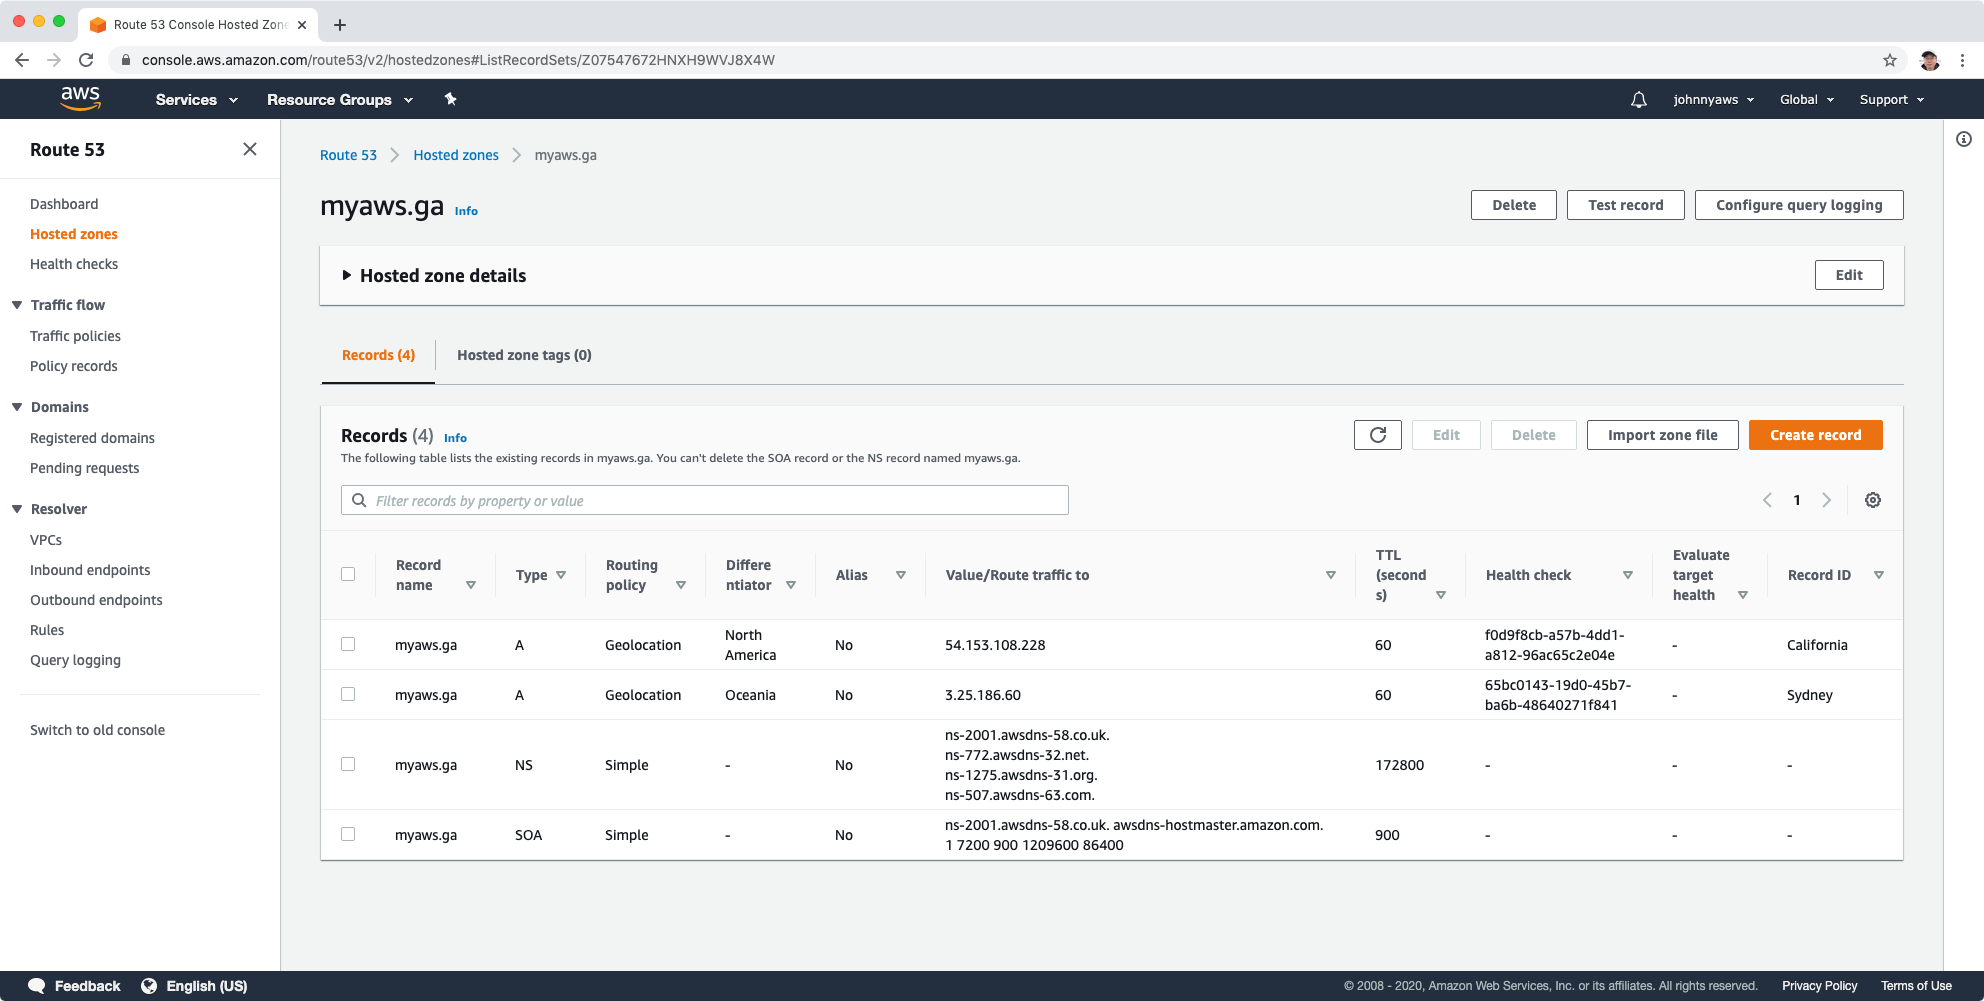 Route 53 Console Hosted Zone
console.aws.amazon.com/route53/v2/hostedzones#ListRecordSets/Z07547672HNXH9WVJ8X4W
aws
Services
Resource Groups
johnnyaws
Global
Support
Route 53
Dashboard
Hosted zones
Health checks
Traffic flow
Traffic policies
Policy records
Domains
Registered domains
Pending requests
Resolver
VPCs
Inbound endpoints
Outbound endpoints
Rules
Query logging
Switch to old console
Route 53 > Hosted zones > myaws.ga
myaws.ga Info
Delete
Test record
Configure query logging
Hosted zone details
Edit
Records (4)
Hosted zone tags (0)
Records (4) Info
The following table lists the existing records in myaws.ga. You can't delete the SOA record or the NS record named myaws.ga.
Edit
Delete
Import zone file
Create record
Filter records by property or value
1
Record
name
Type
Routing
policy
Differe
ntiator
Alias
Value/Route traffic to
TTL
(second
s)
Health check
Evaluate
target
health
Record ID
myaws.ga
A
Geolocation
North
America
No
54.153.108.228
60
f0d9f8cb-a57b-4dd1-
a812-96ac65c2e04e
-
California
myaws.ga
A
Geolocation
Oceania
No
3.25.186.60
60
65bc0143-19d0-45b7-
ba6b-48640271f841
-
Sydney
myaws.ga
NS
Simple
-
No
ns-2001.awsdns-58.co.uk.
ns-772.awsdns-32.net.
ns-1275.awsdns-31.org.
ns-507.awsdns-63.com.
172800
-
-
-
myaws.ga
SOA
Simple
-
No
ns-2001.awsdns-58.co.uk. awsdns-hostmaster.amazon.com.
1 7200 900 1209600 86400
900
-
-
-
Feedback
English (US)
© 2008 - 2020, Amazon Web Services, Inc. or its affiliates. All rights reserved.
Privacy Policy
Terms of Use